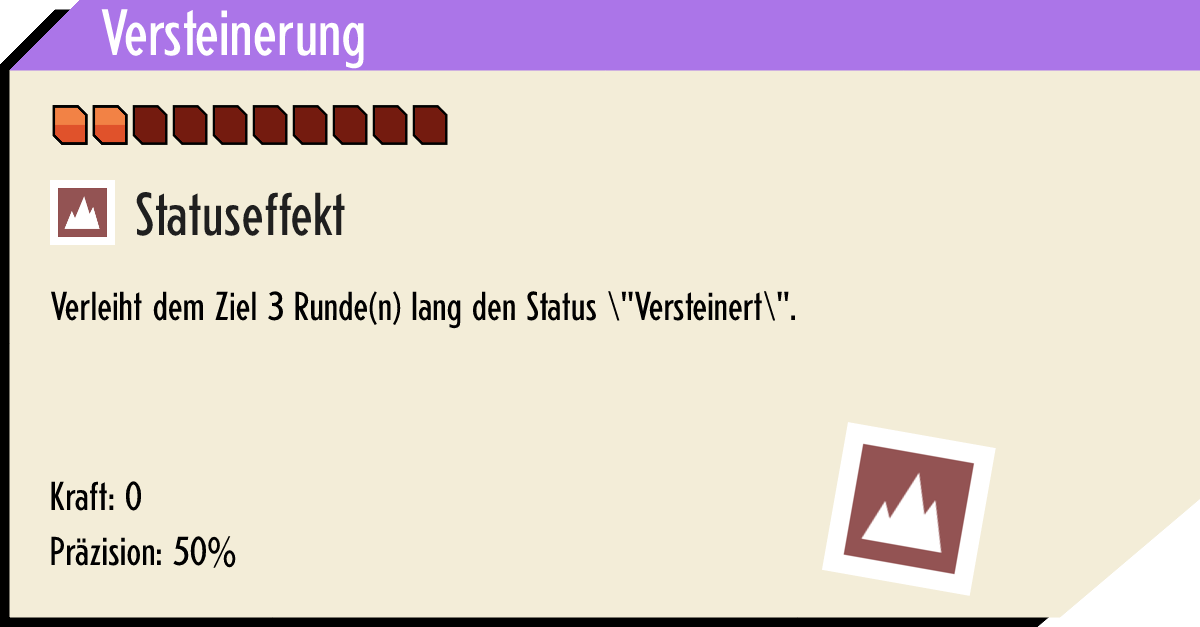 Versteinerung
Statuseffekt
Verleiht dem Ziel 3 Runde(n) lang den Status \"Versteinert\".
Kraft: 0
Präzision: 50%